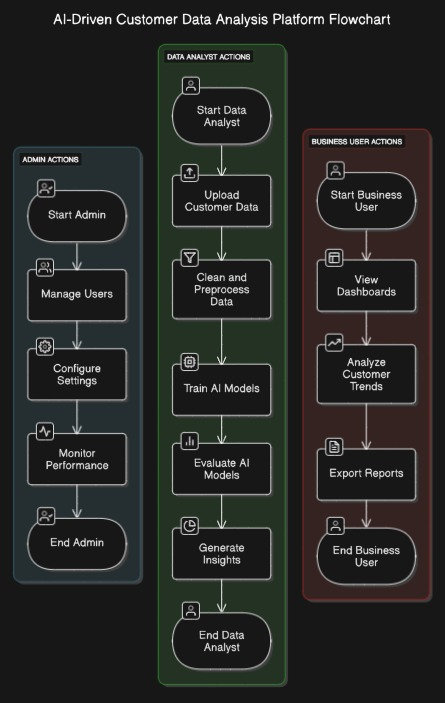 AI-Driven Customer Data Analysis Platform Flowchart
ADMIN ACTIONS
Start Admin
Manage Users
Configure
Settings
Monitor
Performance
End Admin
DATA ANALYST ACTIONS
Start Data
Analyst
Upload
Customer Data
Clean and
Preprocess
Data
Train AI Models
Evaluate AI
Models
Generate
Insights
End Data
Analyst
BUSINESS USER ACTIONS
Start Business
User
View
Dashboards
Analyze
Customer
Trends
Export Reports
End Business
User